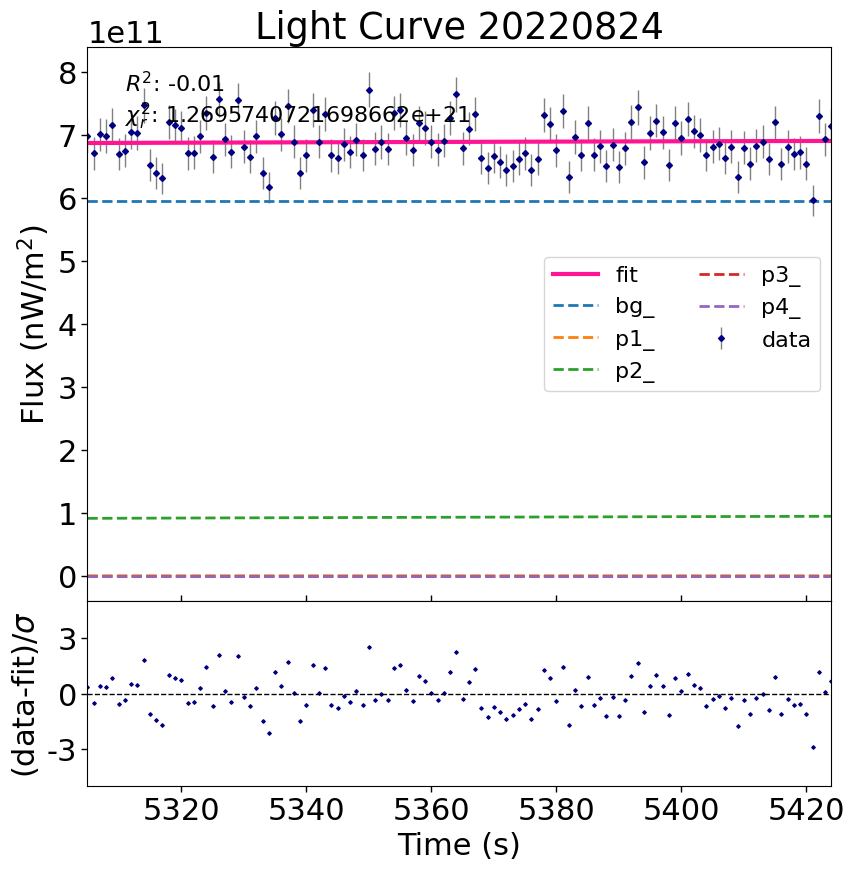 Light Curve 20220824
1e11
R²: -0.01
χᵣ²: 1.26957407221698662e+21
8
7
6
5
4
3
2
1
0
Flux (nW/m²)
fit
bg_
p1_
p2_
p3_
p4_
data
3
0
-3
(data-fit)/σ
5320 5340 5360 5380 5400 5420
Time (s)